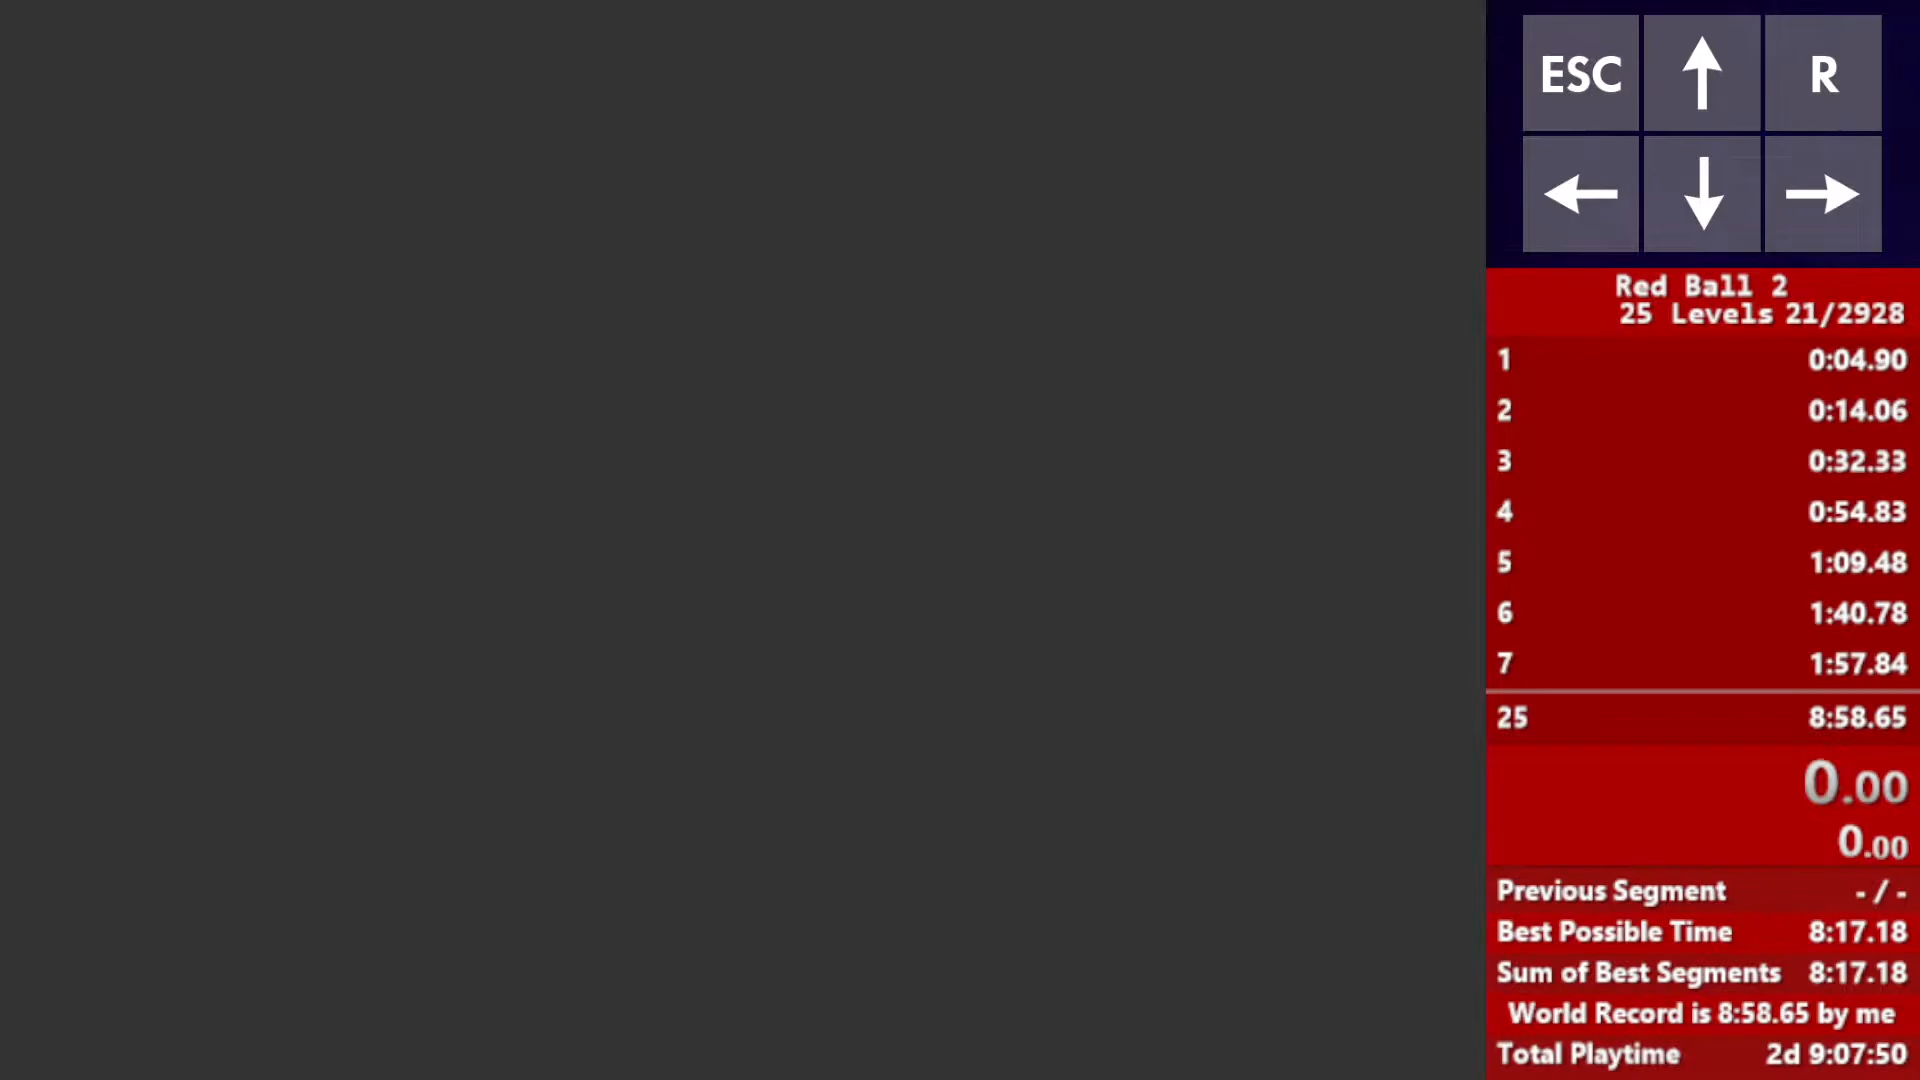 ESC R
Red Ball 2
25 Levels 21/2928
1 0:04.90
2 0:14.06
3 0:32.33
4 0:54.83
5 1:09.48
6 1:40.78
7 1:57.84
25 8:58.65
0.00
0.00
Previous Segment - / -
Best Possible Time 8:17.18
Sum of Best Segments 8:17.18
World Record is 8:58.65 by me
Total Playtime 2d 9:07:50